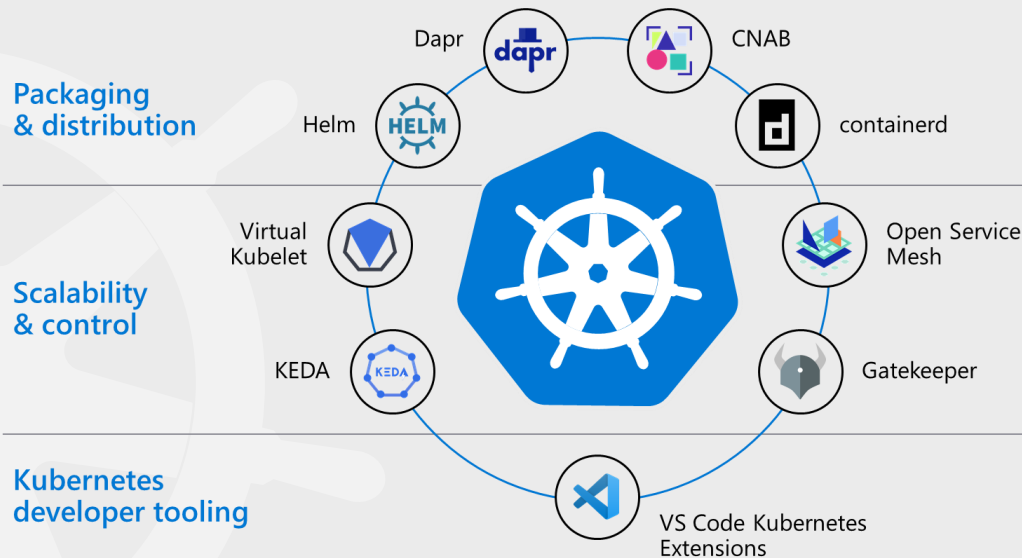 Dapr
dapr
CNAB
Packaging
& distribution
Helm
HELM
d
containerd
Virtual
Kubelet
Open Service
Mesh
Scalability
& control
KEDA
KEDA
Gatekeeper
Kubernetes
developer tooling
VS Code Kubernetes
Extensions